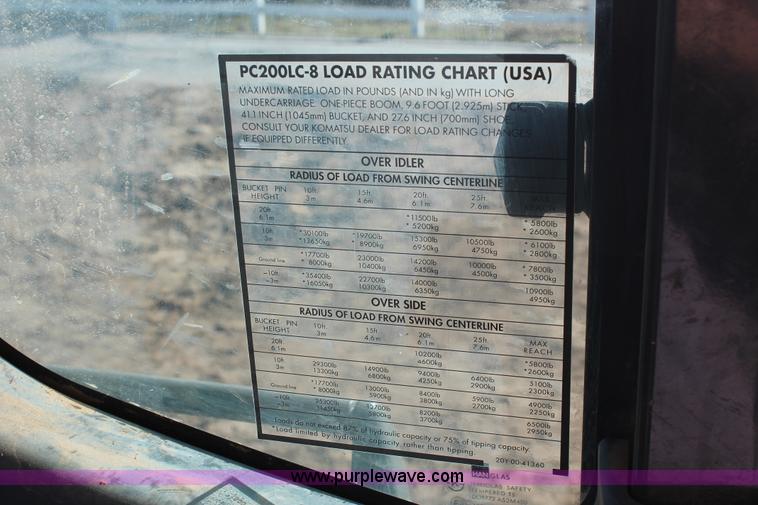 PC200LC-8 LOAD RATING CHART (USA)
MAXIMUM RATED LOAD IN POUNDS (AND IN kg) WITH LONG
UNDERCARRIAGE. ONE-PIECE BOOM, 9.6 FOOT (2.925m) STICK
41.1 INCH (1045mm) BUCKET, AND 27.6 INCH (700mm) SHOE.
CONSULT YOUR KOMATSU DEALER FOR LOAD RATING CHANGES
IF EQUIPPED DIFFERENTLY.
OVER IDLER
RADIUS OF LOAD FROM SWING CENTERLINE
BUCKET PIN 10ft. 15ft. 20ft. 25ft.
HEIGHT 3m 4.6m 6.1m 7.6m
20ft. *11500lb *5800lb
6.1m *5200kg *2600kg
10ft. *30100lb *19700lb 15300lb 10500lb *6100lb
3m *13650kg *8900kg 6950kg 4750kg *2800kg
Ground line *17700lb 23000lb 14200lb 10000lb *7800lb
*8000kg 10400kg 6450kg 4500kg *3500kg
-10ft. *35400lb 22700lb 14000lb 10900lb
-3m *16050kg 10300kg 6350kg 4950kg
OVER SIDE
RADIUS OF LOAD FROM SWING CENTERLINE
BUCKET PIN 10ft. 15ft. 20ft. 25ft. MAX
HEIGHT 3m 4.6m 6.1m 7.6m REACH
20ft. 10200lb *5800lb
6.1m 4600kg *2600kg
10ft. 29300lb 14900lb 9400lb 6400lb 5100lb
3m 13300kg 6800kg 4250kg 2900kg 2300kg
Ground line *17700lb 13000lb 8400lb 5900lb 4900lb
*8000kg 5900kg 3800kg 2700kg 2250kg
-10ft. 8200lb 6500lb
-3m 3700kg 2950kg
Loads do not exceed 87% of hydraulic capacity or 75% of tipping capacity.
*Load limited by hydraulic capacity rather than tipping.
20Y-00-41360
www.purplewave.com